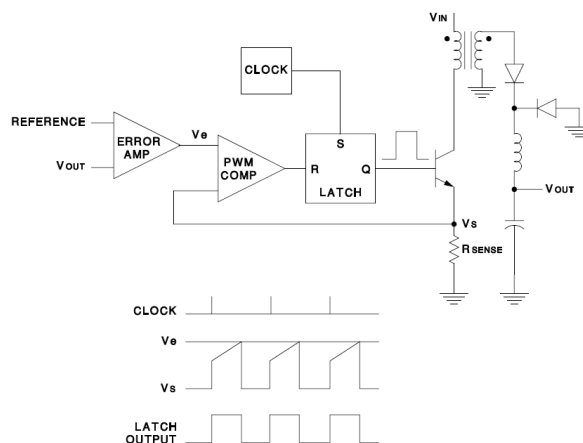 VIN
CLOCK
REFERENCE
ERROR
AMP
Ve
VOUT
PWM
COMP
S
R
Q
LATCH
VOUT
Vs
RSENSE
CLOCK
Ve
Vs
LATCH
OUTPUT